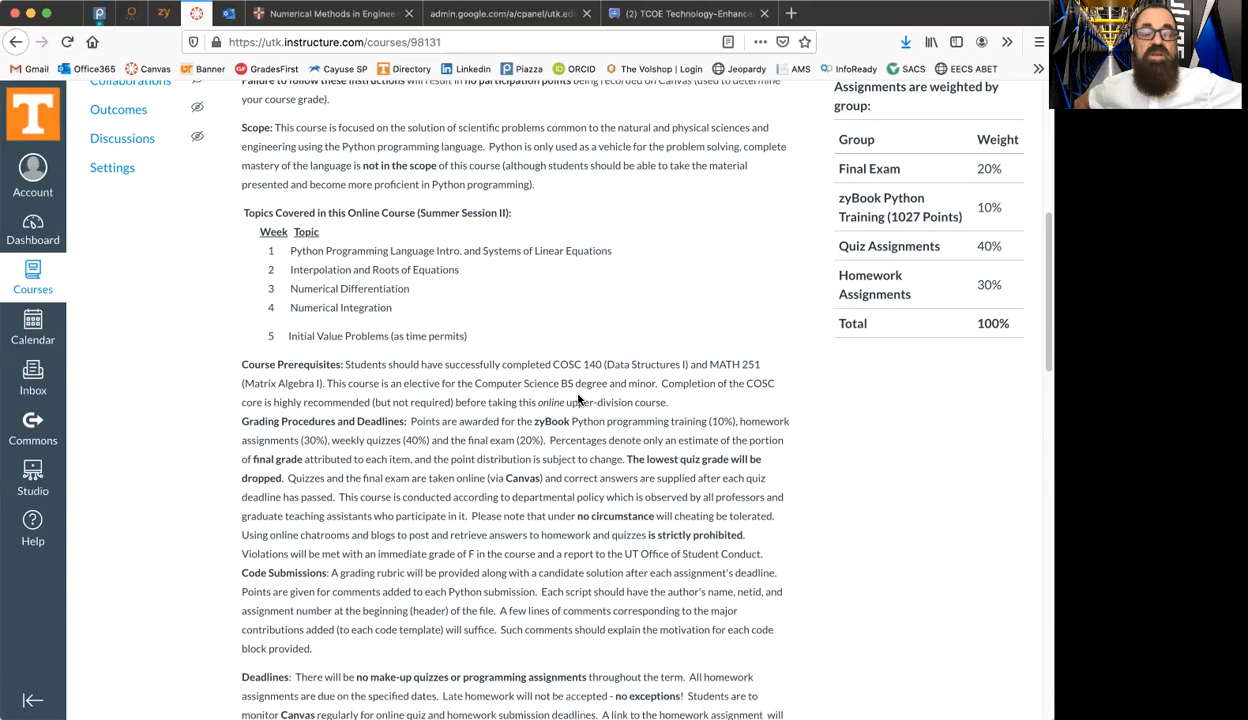 zy
Numerical Methods in Enginee
admin.google.com/a/cpanel/utk.ed
(2) TCOE Technology-Enhance
https://utk.instructure.com/courses/98131
Gmail
Office365
Canvas
Banner
GradesFirst
Cayuse SP
Directory
Linkedin
Piazza
ORCID
The Volshop | Login
Jeopardy
AMS
InfoReady
SACS
EECS ABET
T
Account
Dashboard
Courses
Calendar
Inbox
Commons
Studio
Help
Collaborations
Outcomes
Discussions
Settings
Failure to follow these instructions will result in no participation points being recorded on Canvas (used to determine
your course grade).
Scope: This course is focused on the solution of scientific problems common to the natural and physical sciences and
engineering using the Python programming language. Python is only used as a vehicle for the problem solving, complete
mastery of the language is not in the scope of this course (although students should be able to take the material
presented and become more proficient in Python programming).
Topics Covered in this Online Course (Summer Session II):
Week Topic
1 Python Programming Language Intro. and Systems of Linear Equations
2 Interpolation and Roots of Equations
3 Numerical Differentiation
4 Numerical Integration
5 Initial Value Problems (as time permits)
Course Prerequisites: Students should have successfully completed COSC 140 (Data Structures I) and MATH 251
(Matrix Algebra I). This course is an elective for the Computer Science BS degree and minor. Completion of the COSC
core is highly recommended (but not required) before taking this online upper-division course.
Grading Procedures and Deadlines: Points are awarded for the zyBook Python programming training (10%), homework
assignments (30%), weekly quizzes (40%) and the final exam (20%). Percentages denote only an estimate of the portion
of final grade attributed to each item, and the point distribution is subject to change. The lowest quiz grade will be
dropped. Quizzes and the final exam are taken online (via Canvas) and correct answers are supplied after each quiz
deadline has passed. This course is conducted according to departmental policy which is observed by all professors and
graduate teaching assistants who participate in it. Please note that under no circumstance will cheating be tolerated.
Using online chatrooms and blogs to post and retrieve answers to homework and quizzes is strictly prohibited.
Violations will be met with an immediate grade of F in the course and a report to the UT Office of Student Conduct.
Code Submissions: A grading rubric will be provided along with a candidate solution after each assignment's deadline.
Points are given for comments added to each Python submission. Each script should have the author's name, netid, and
assignment number at the beginning (header) of the file. A few lines of comments corresponding to the major
contributions added (to each code template) will suffice. Such comments should explain the motivation for each code
block provided.
Deadlines: There will be no make-up quizzes or programming assignments throughout the term. All homework
assignments are due on the specified dates. Late homework will not be accepted - no exceptions! Students are to
monitor Canvas regularly for online quiz and homework submission deadlines. A link to the homework assignment will
Assignments are weighted by
group:
Group Weight
Final Exam 20%
zyBook Python
Training (1027 Points) 10%
Quiz Assignments 40%
Homework
Assignments 30%
Total 100%